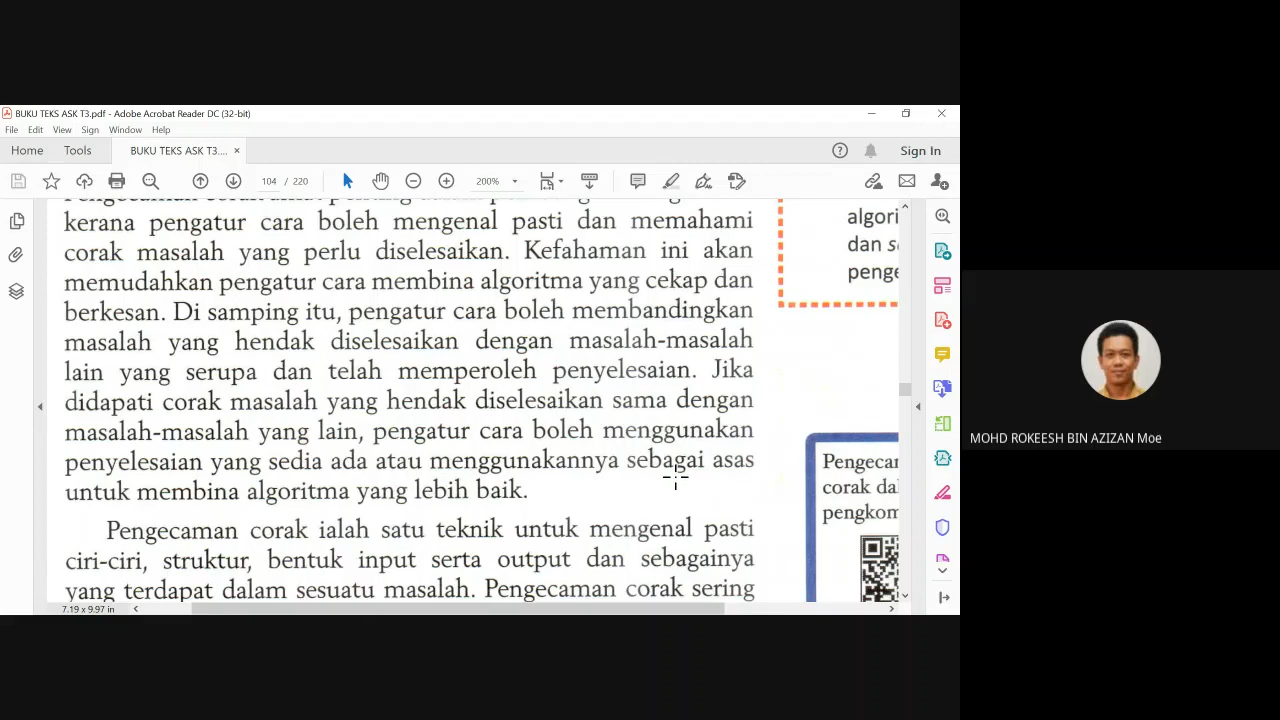 BUKU TEKS ASK T3.pdf - Adobe Acrobat Reader DC (32-bit)
File Edit View Sign Window Help
Home Tools BUKU TEKS ASK T3.... × Sign In
104 / 220 200%
kerana pengatur cara boleh mengenal pasti dan memahami
corak masalah yang perlu diselesaikan. Kefahaman ini akan
memudahkan pengatur cara membina algoritma yang cekap dan
berkesan. Di samping itu, pengatur cara boleh membandingkan
masalah yang hendak diselesaikan dengan masalah-masalah
lain yang serupa dan telah memperoleh penyelesaian. Jika
didapati corak masalah yang hendak diselesaikan sama dengan
masalah-masalah yang lain, pengatur cara boleh menggunakan
penyelesaian yang sedia ada atau menggunakannya sebagai asas
untuk membina algoritma yang lebih baik.
Pengecaman corak ialah satu teknik untuk mengenal pasti
ciri-ciri, struktur, bentuk input serta output dan sebagainya
yang terdapat dalam sesuatu masalah. Pengecaman corak sering
algori
dan s
penge
Pengecar
corak da
pengkom
7.19 x 9.97 in
MOHD ROKEESH BIN AZIZAN Moe